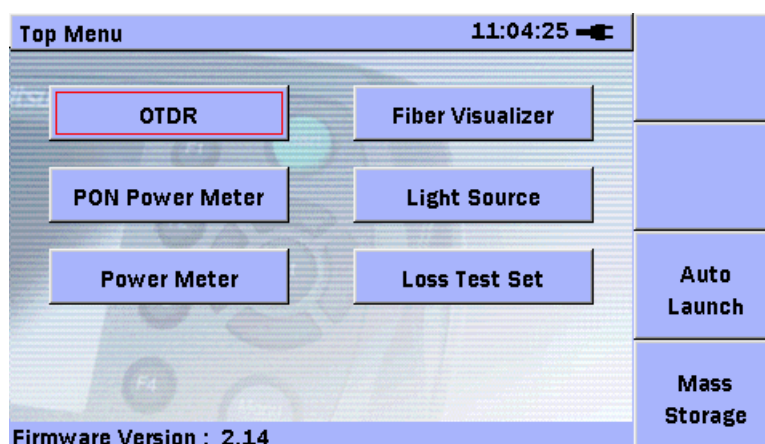 Top Menu 11:04:25
OTDR
Fiber Visualizer
PON Power Meter
Light Source
Power Meter
Loss Test Set
Auto
Launch
Mass
Storage
F4
Firmware Version : 2.14